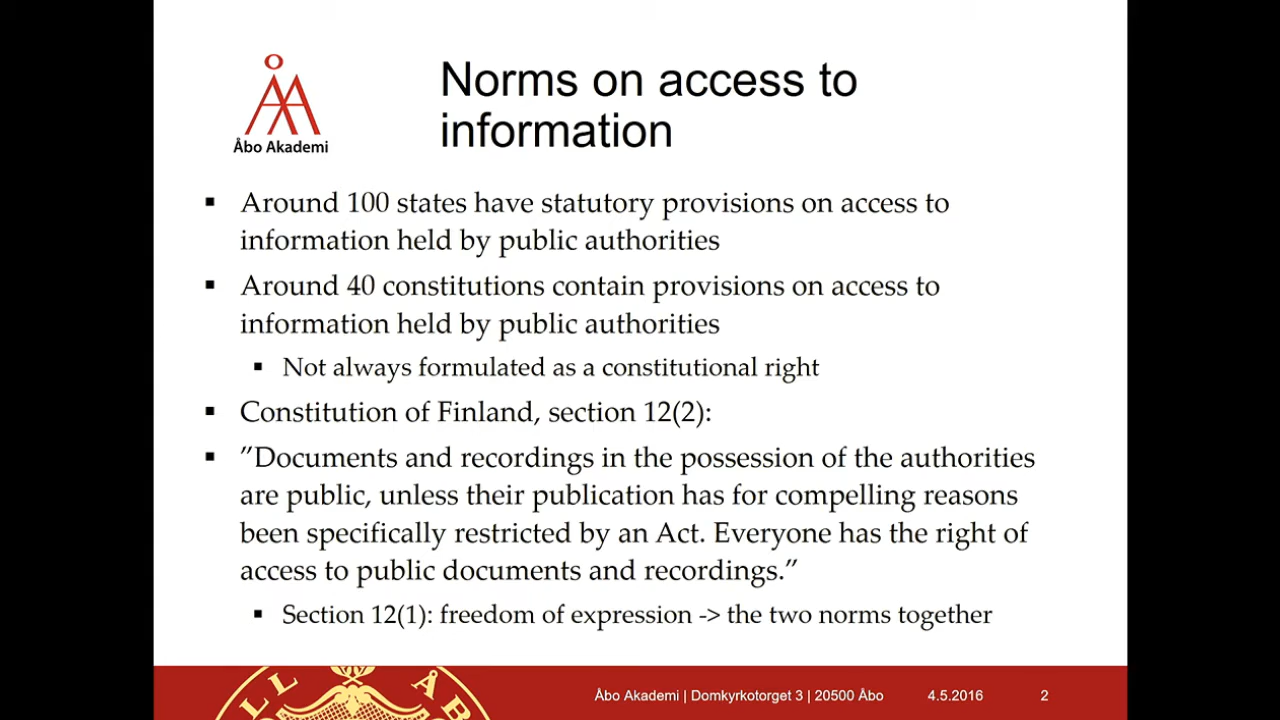 Norms on access to
information
Åbo Akademi
▪ Around 100 states have statutory provisions on access to
information held by public authorities
▪ Around 40 constitutions contain provisions on access to
information held by public authorities
▪ Not always formulated as a constitutional right
▪ Constitution of Finland, section 12(2):
▪ ”Documents and recordings in the possession of the authorities
are public, unless their publication has for compelling reasons
been specifically restricted by an Act. Everyone has the right of
access to public documents and recordings.”
▪ Section 12(1): freedom of expression -> the two norms together
LL ÅB
Åbo Akademi | Domkyrkotorget 3 | 20500 Åbo 4.5.2016 2